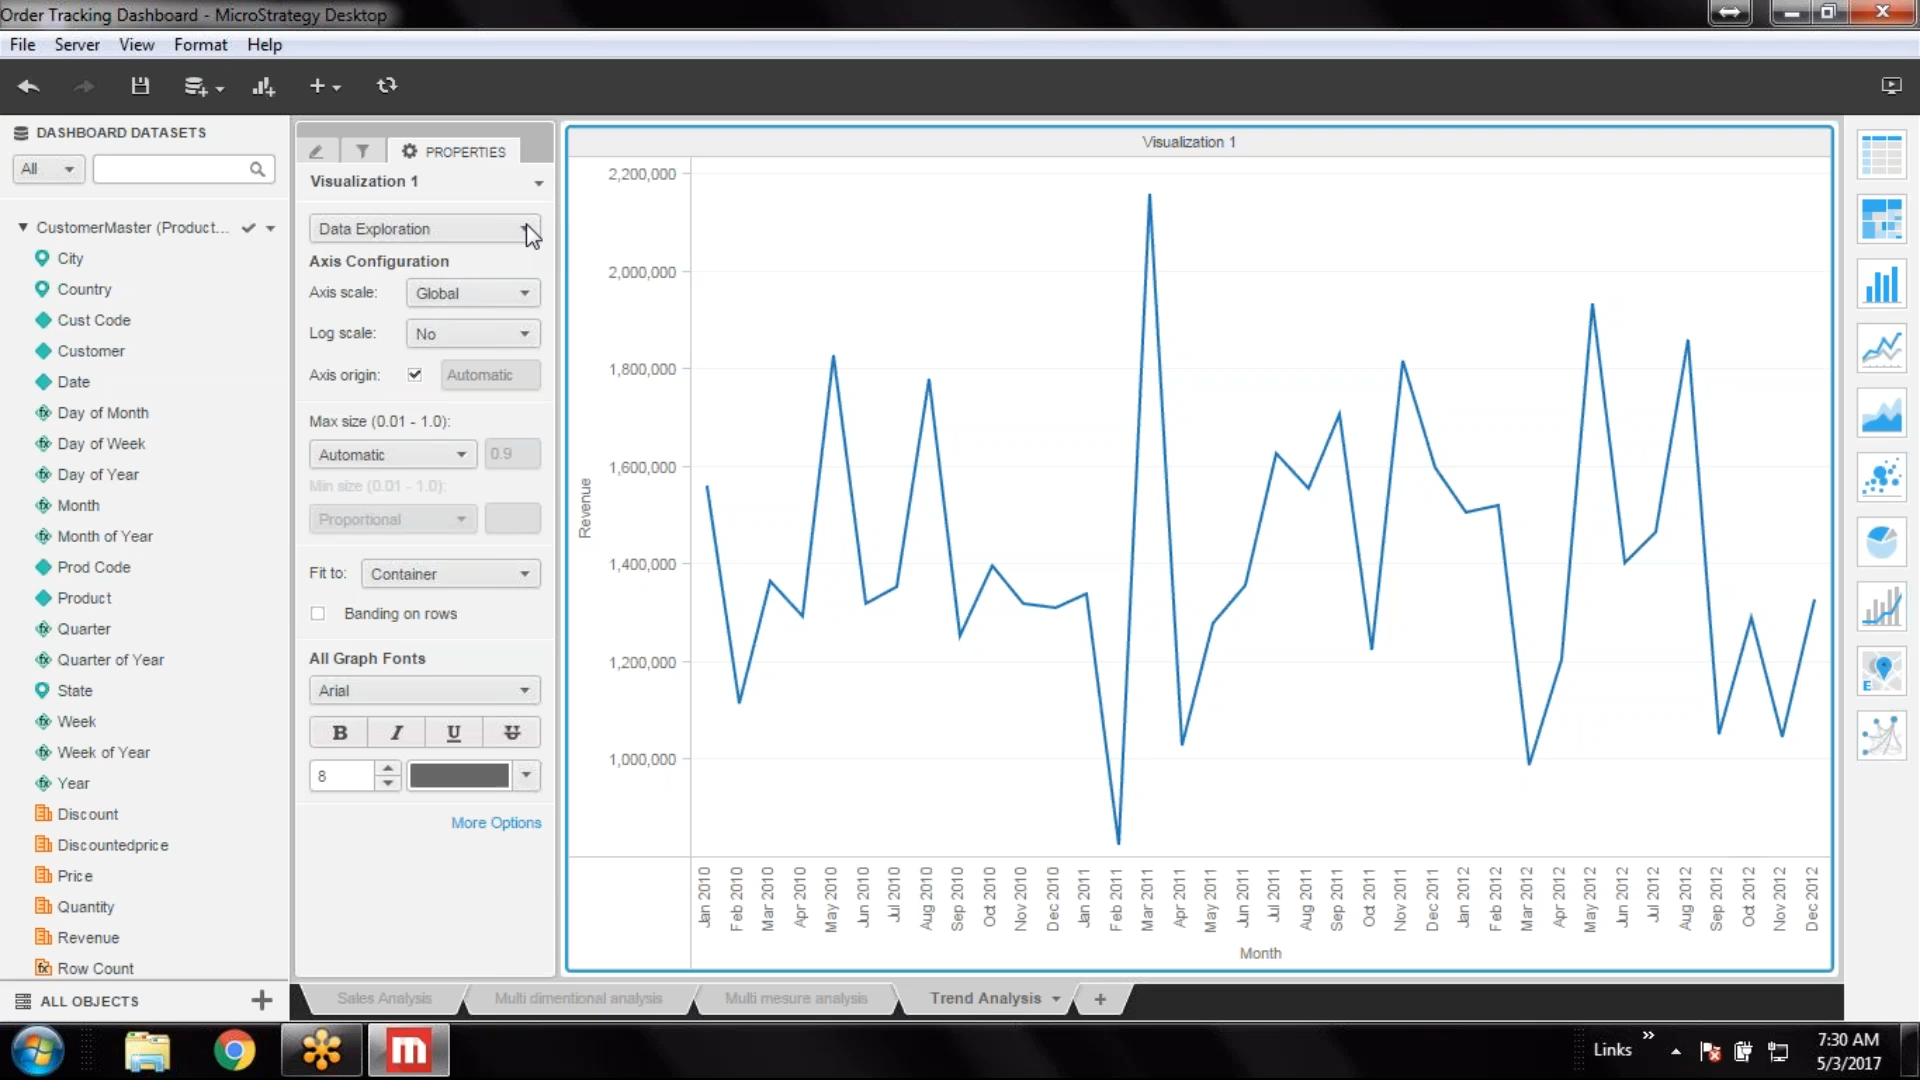 Order Tracking Dashboard - MicroStrategy Desktop
File Server View Format Help
DASHBOARD DATASETS
All
CustomerMaster (Product...
City
Country
Cust Code
Customer
Date
Day of Month
Day of Week
Day of Year
Month
Month of Year
Prod Code
Product
Quarter
Quarter of Year
State
Week
Week of Year
Year
Discount
Discountedprice
Price
Quantity
Revenue
Row Count
ALL OBJECTS
PROPERTIES
Visualization 1
Data Exploration
Axis Configuration
Axis scale: Global
Log scale: No
Axis origin: Automatic
Max size (0.01 - 1.0):
Automatic 0.9
Min size (0.01 - 1.0):
Proportional
Fit to: Container
Banding on rows
All Graph Fonts
Arial
B I U S
8
More Options
Visualization 1
2,200,000
2,000,000
1,800,000
1,600,000
1,400,000
1,200,000
1,000,000
Revenue
Jan 2010
Feb 2010
Mar 2010
Apr 2010
May 2010
Jun 2010
Jul 2010
Aug 2010
Sep 2010
Oct 2010
Nov 2010
Dec 2010
Jan 2011
Feb 2011
Mar 2011
Apr 2011
May 2011
Jun 2011
Jul 2011
Aug 2011
Sep 2011
Oct 2011
Nov 2011
Dec 2011
Jan 2012
Feb 2012
Mar 2012
Apr 2012
May 2012
Jun 2012
Jul 2012
Aug 2012
Sep 2012
Oct 2012
Nov 2012
Dec 2012
Month
Sales Analysis
Multi dimentional analysis
Multi mesure analysis
Trend Analysis
E
m
Links
7:30 AM
5/3/2017